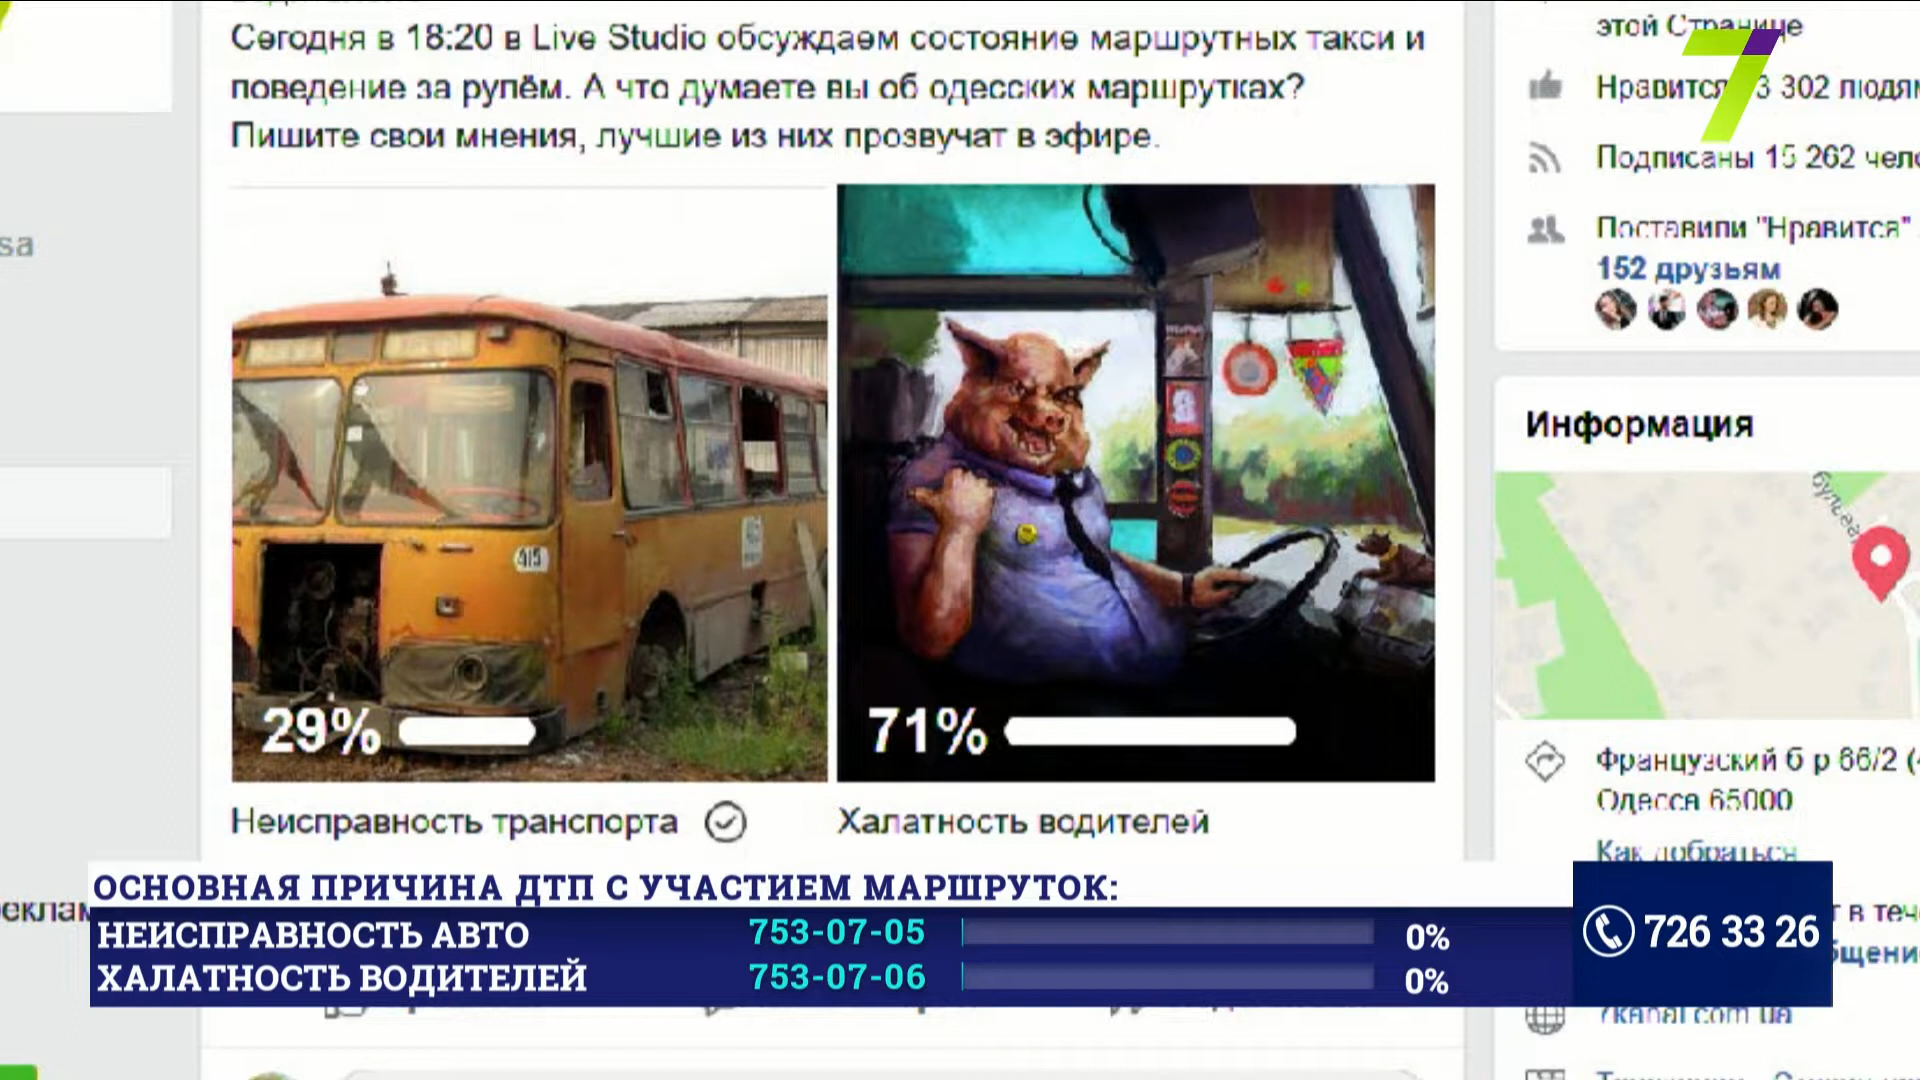 Сегодня в 18:20 в Live Studio обсуждаем состояние маршрутных такси и
поведение за рулём. А что думаете вы об одесских маршрутках?
Пишите свои мнения, лучшие из них прозвучат в эфире.
415
29%
71%
Неисправность транспорта
Халатность водителей
sa
этой Странице
7
Нравится 3 302
Подписаны 15 262
Поставили "Нравится"
152 друзьям
Информация
Французский б р 66/2
Одесса 65000
Как добраться
в
ОСНОВНАЯ ПРИЧИНА ДТП С УЧАСТИЕМ МАРШРУТОК:
НЕИСПРАВНОСТЬ АВТО 753-07-05 0%
ХАЛАТНОСТЬ ВОДИТЕЛЕЙ 753-07-06 0%
726 33 26
7kanal.com.ua